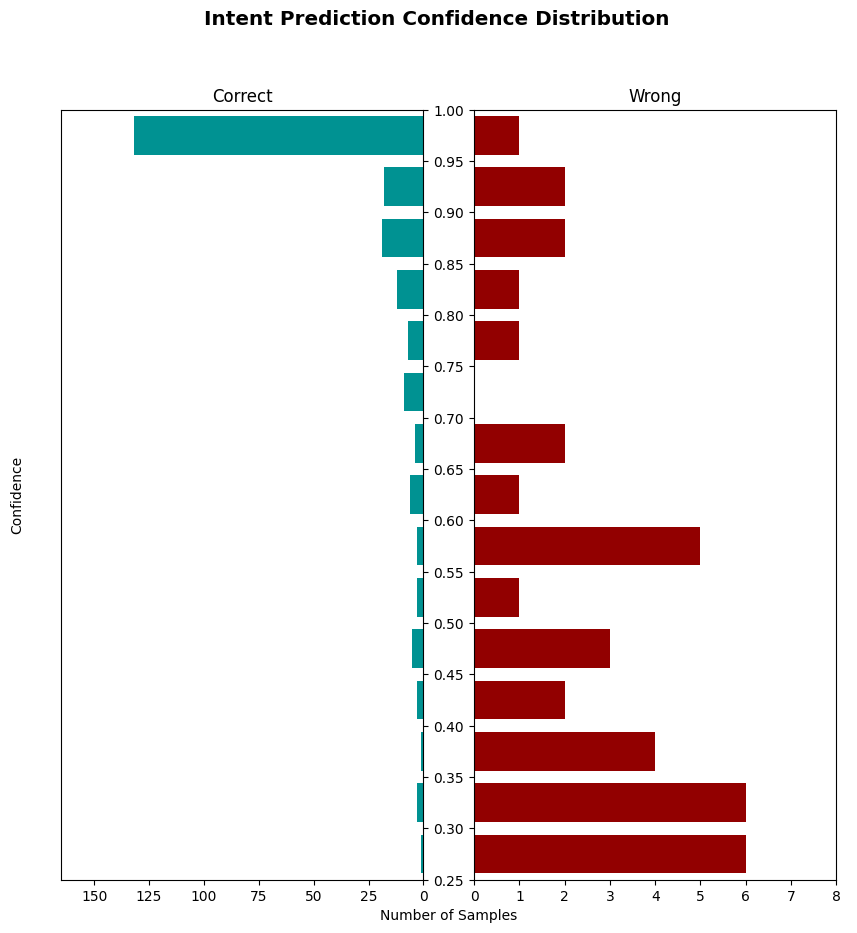 Intent Prediction Confidence Distribution
Correct
Wrong
1.00
0.95
0.90
0.85
0.80
0.75
0.70
0.65
0.60
0.55
0.50
0.45
0.40
0.35
0.30
0.25
Confidence
150 125 100 75 50 25 0
0 1 2 3 4 5 6 7 8
Number of Samples